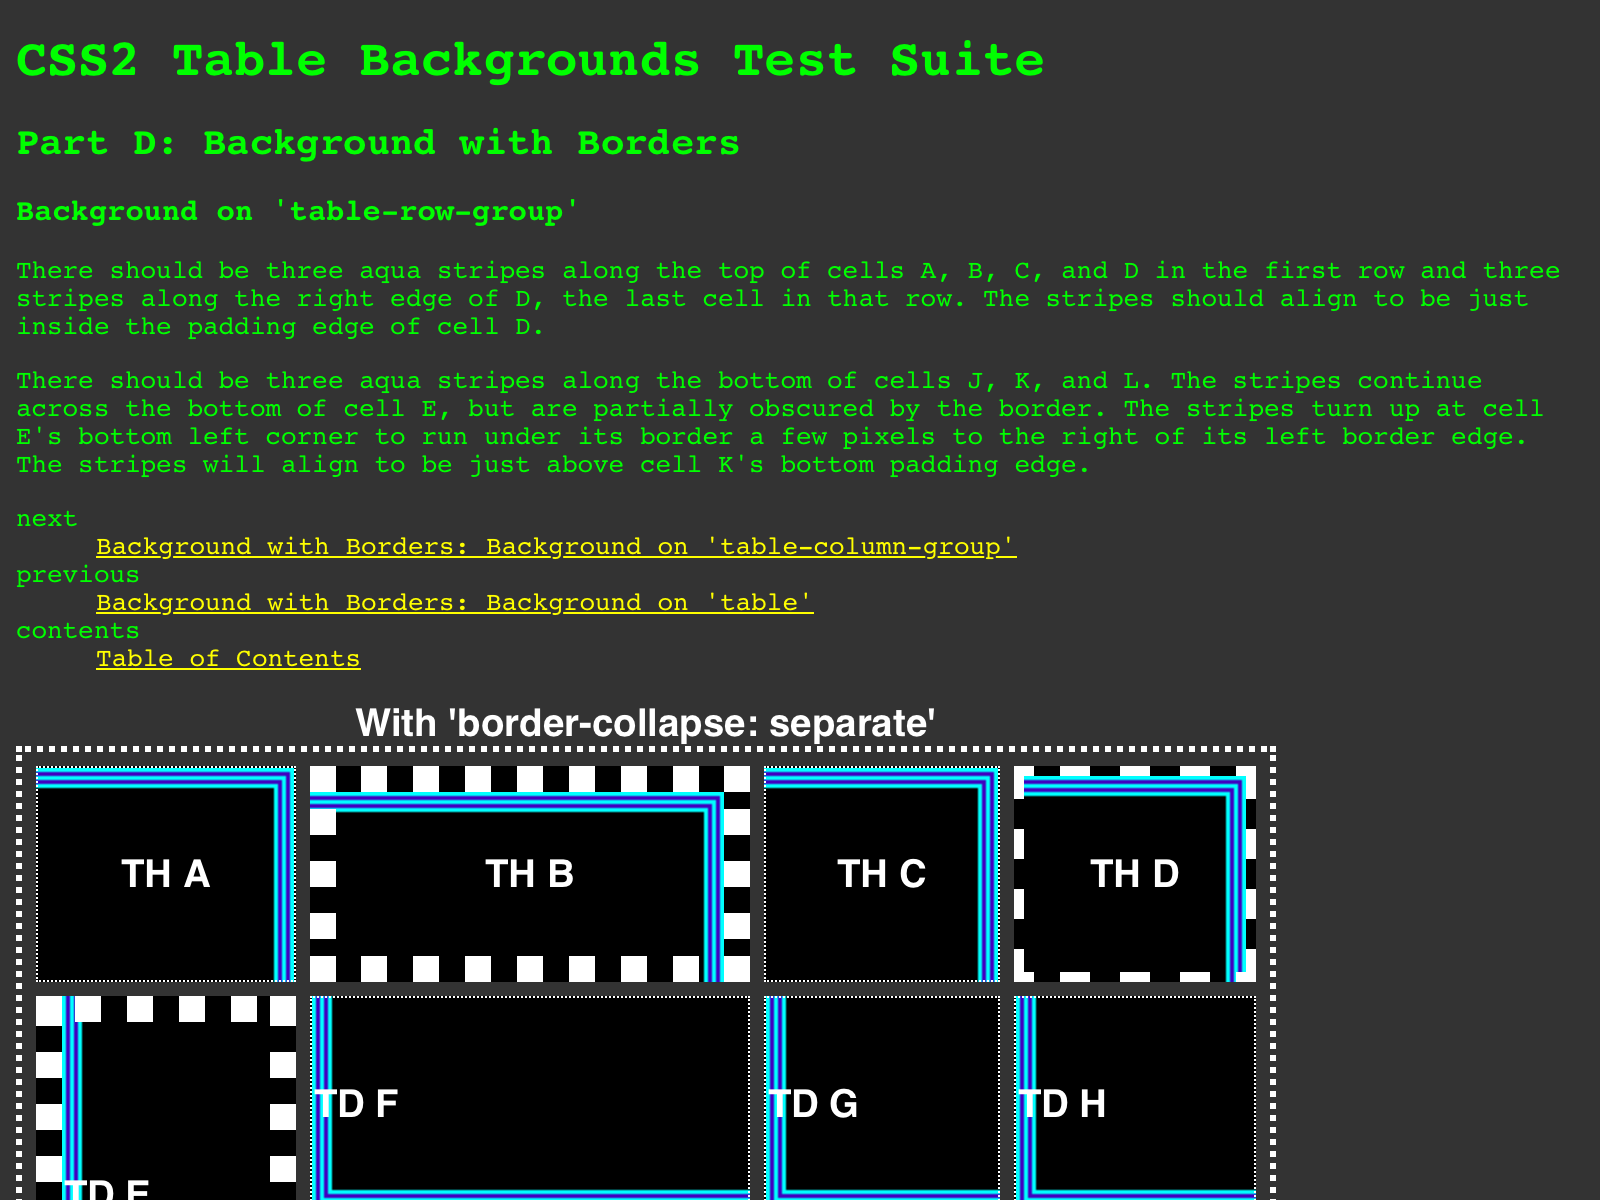 CSS2 Table Backgrounds Test Suite
Part D: Background with Borders
Background on 'table-row-group'
There should be three aqua stripes along the top of cells A, B, C, and D in the first row and three
stripes along the right edge of D, the last cell in that row. The stripes should align to be just
inside the padding edge of cell D.
There should be three aqua stripes along the bottom of cells J, K, and L. The stripes continue
across the bottom of cell E, but are partially obscured by the border. The stripes turn up at cell
E's bottom left corner to run under its border a few pixels to the right of its left border edge.
The stripes will align to be just above cell K's bottom padding edge.
next
Background with Borders: Background on 'table-column-group'
previous
Background with Borders: Background on 'table'
contents
Table of Contents
With 'border-collapse: separate'
TH A
TH B
TH C
TH D
TD F
TD G
TD H
TD E